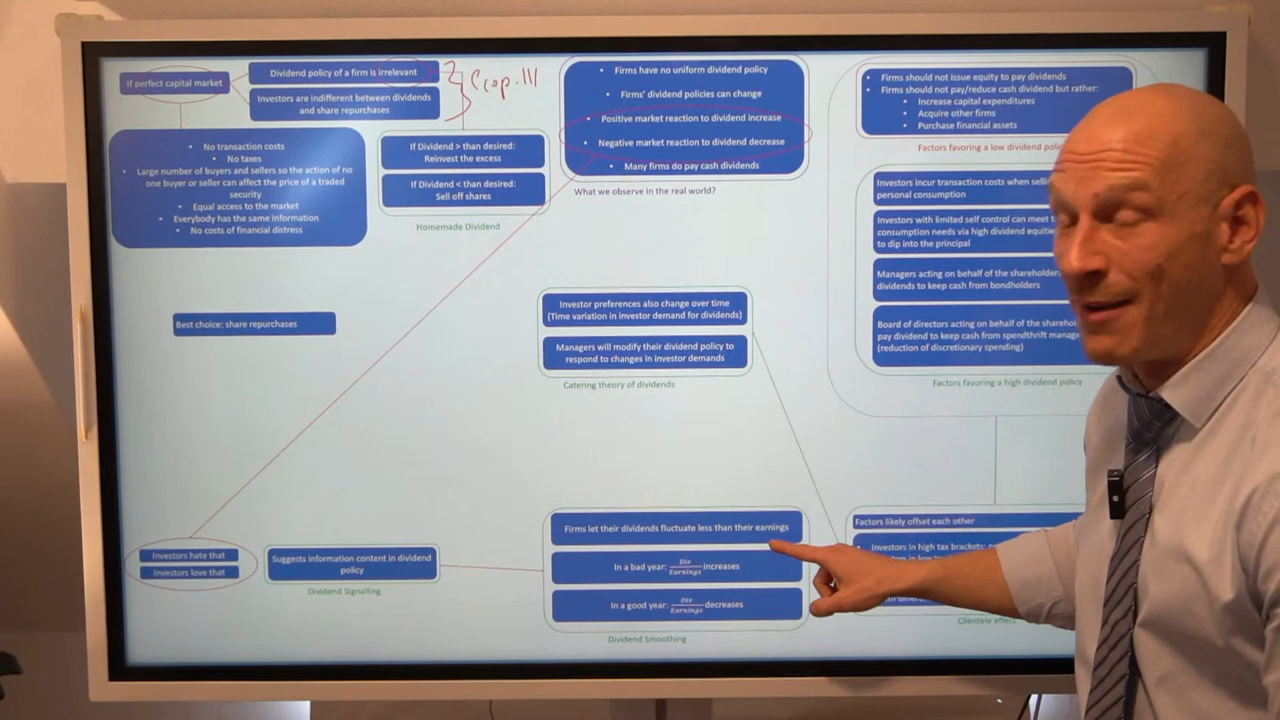 If perfect capital market
Dividend policy of a firm is irrelevant
Investors are indifferent between dividends
and share repurchases
Prop. III
• No transaction costs
• No taxes
• Large number of buyers and sellers so the action of no
one buyer or seller can affect the price of a traded
security
• Equal access to the market
• Everybody has the same information
• No costs of financial distress
If Dividend > than desired:
Reinvest the excess
If Dividend < than desired:
Sell off shares
Homemade Dividend
• Firms have no uniform dividend policy
• Firms' dividend policies can change
• Positive market reaction to dividend increase
• Negative market reaction to dividend decrease
• Many firms do pay cash dividends
What we observe in the real world?
• Firms should not issue equity to pay dividends
• Firms should not pay/reduce cash dividend but rather:
• Increase capital expenditures
• Acquire other firms
• Purchase financial assets
Factors favoring a low dividend
Investors incur transaction costs when
personal consumption
Investors with limited self control can meet
consumption needs via high dividend
to dip into the principal
Managers acting on behalf of the
dividends to keep cash from bondholders
Board of directors acting on behalf of the
pay dividend to keep cash from spendthrift
(reduction of discretionary spending)
Factors favoring a high dividend policy
Best choice: share repurchases
Investor preferences also change over time
(Time variation in investor demand for dividends)
Managers will modify their dividend policy to
respond to changes in investor demands
Catering theory of dividends
Investors hate that
Investors love that
Suggests information content in dividend
policy
Dividend Signalling
Firms let their dividends fluctuate less than their earnings
In a bad year: Div/Earnings increases
In a good year: Div/Earnings decreases
Dividend Smoothing
Factors likely offset each other
• Investors in high tax brackets:
Clientele effect